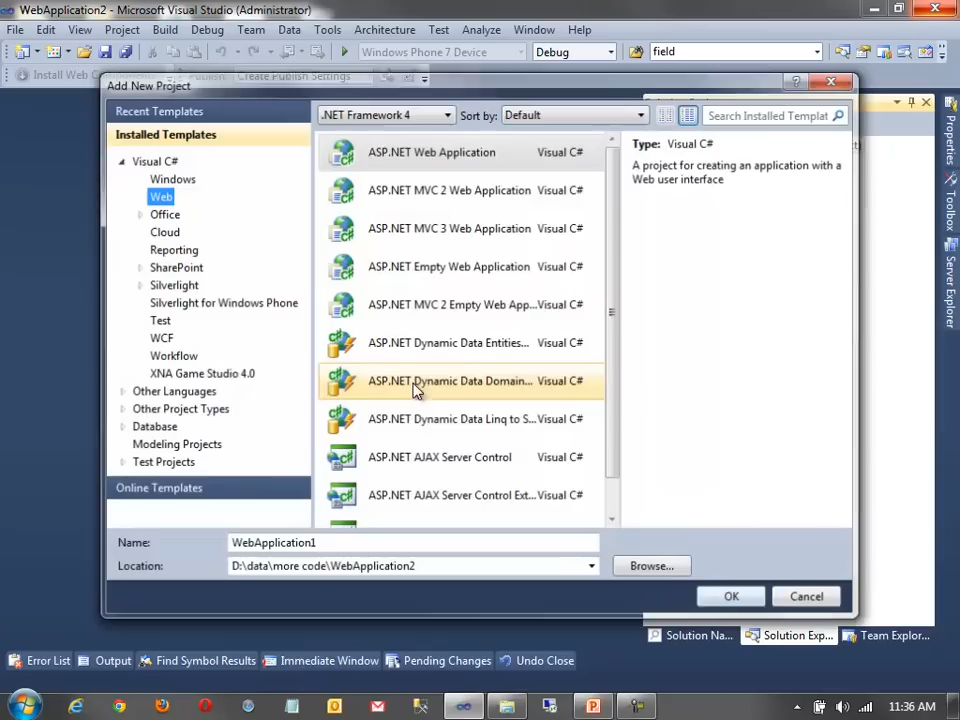 WebApplication2 - Microsoft Visual Studio (Administrator)
File Edit View Project Build Debug Team Data Tools Architecture Test Analyze Window Help
Windows Phone 7 Device Debug field
Install Web Publish: Create Publish Settings
Add New Project
Recent Templates
Installed Templates
Visual C#
Windows
Web
Office
Cloud
Reporting
SharePoint
Silverlight
Silverlight for Windows Phone
Test
WCF
Workflow
XNA Game Studio 4.0
Other Languages
Other Project Types
Database
Modeling Projects
Test Projects
Online Templates
.NET Framework 4 Sort by: Default Search Installed Templat
ASP.NET Web Application Visual C#
ASP.NET MVC 2 Web Application Visual C#
ASP.NET MVC 3 Web Application Visual C#
ASP.NET Empty Web Application Visual C#
ASP.NET MVC 2 Empty Web App... Visual C#
ASP.NET Dynamic Data Entities... Visual C#
ASP.NET Dynamic Data Domain... Visual C#
ASP.NET Dynamic Data Linq to S... Visual C#
ASP.NET AJAX Server Control Visual C#
ASP.NET AJAX Server Control Ext... Visual C#
Type: Visual C#
A project for creating an application with a
Web user interface
Name: WebApplication1
Location: D:\data\more code\WebApplication2 Browse...
OK Cancel
Properties
Toolbox
Server Explorer
Solution Na... Solution Exp... Team Explor...
Error List Output Find Symbol Results Immediate Window Pending Changes Undo Close
11:36 AM